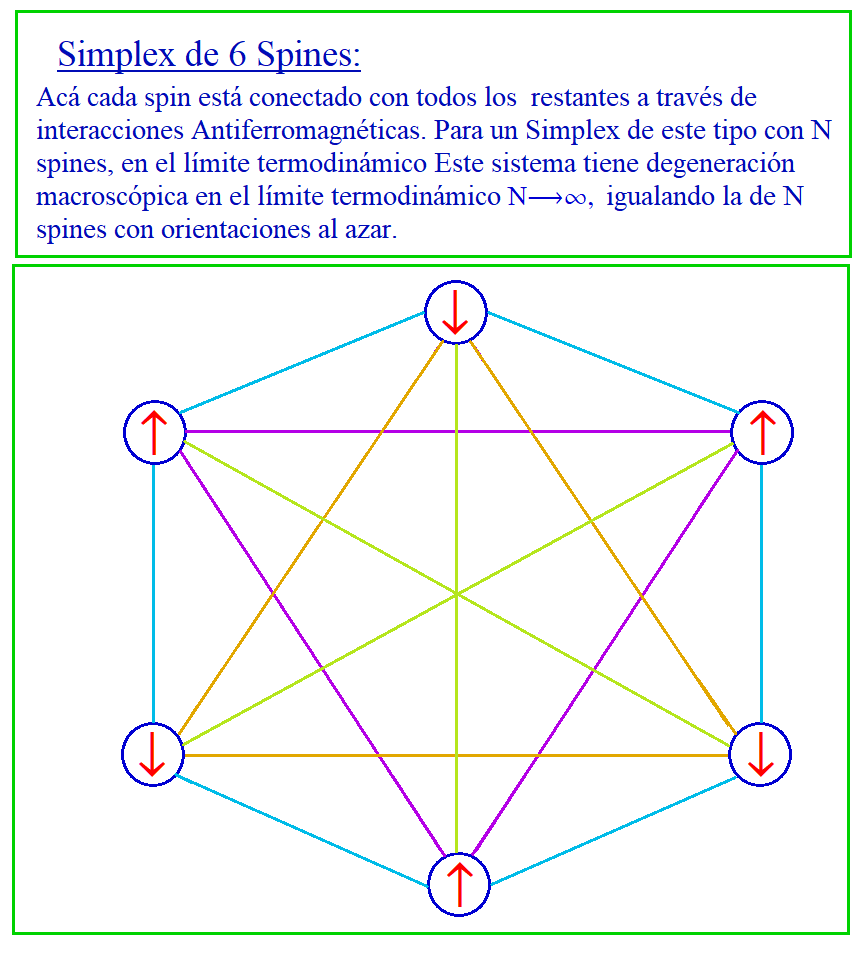 Simplex de 6 Spines:
Acá cada spin está conectado con todos los restantes a través de
interacciones Antiferromagnéticas. Para un Simplex de este tipo con N
spines, en el límite termodinámico Este sistema tiene degeneración
macroscópica en el límite termodinámico N⟶∞, igualando la de N
spines con orientaciones al azar.
↓
↑ ↑
↓ ↓
↑